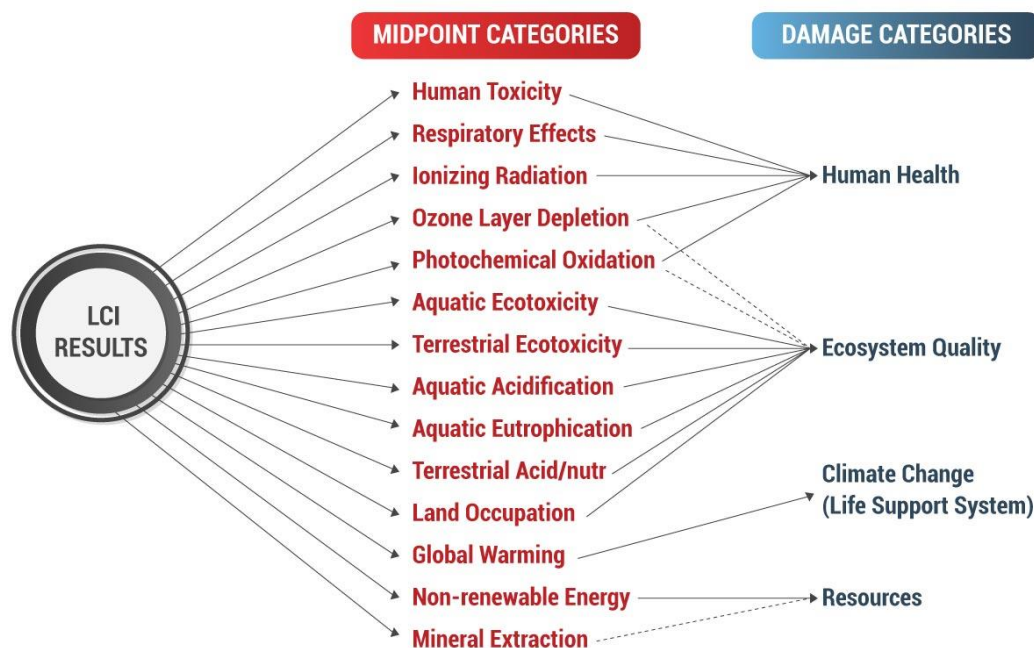 MIDPOINT CATEGORIES
DAMAGE CATEGORIES
LCI
RESULTS
Human Toxicity
Respiratory Effects
Ionizing Radiation
Ozone Layer Depletion
Photochemical Oxidation
Aquatic Ecotoxicity
Terrestrial Ecotoxicity
Aquatic Acidification
Aquatic Eutrophication
Terrestrial Acid/nutr
Land Occupation
Global Warming
Non-renewable Energy
Mineral Extraction
Human Health
Ecosystem Quality
Climate Change
(Life Support System)
Resources